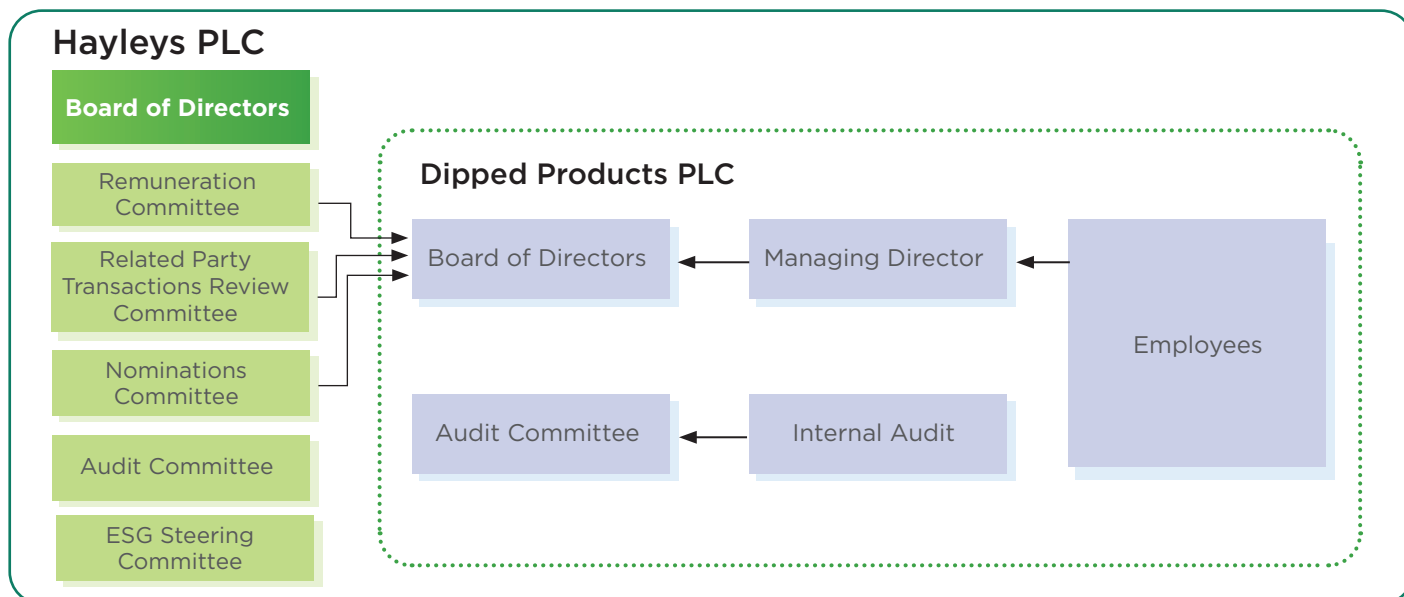 Hayleys PLC
Board of Directors
Remuneration
Committee
Related Party
Transactions Review
Committee
Nominations
Committee
Audit Committee
ESG Steering
Committee
Dipped Products PLC
Board of Directors
Managing Director
Employees
Audit Committee
Internal Audit